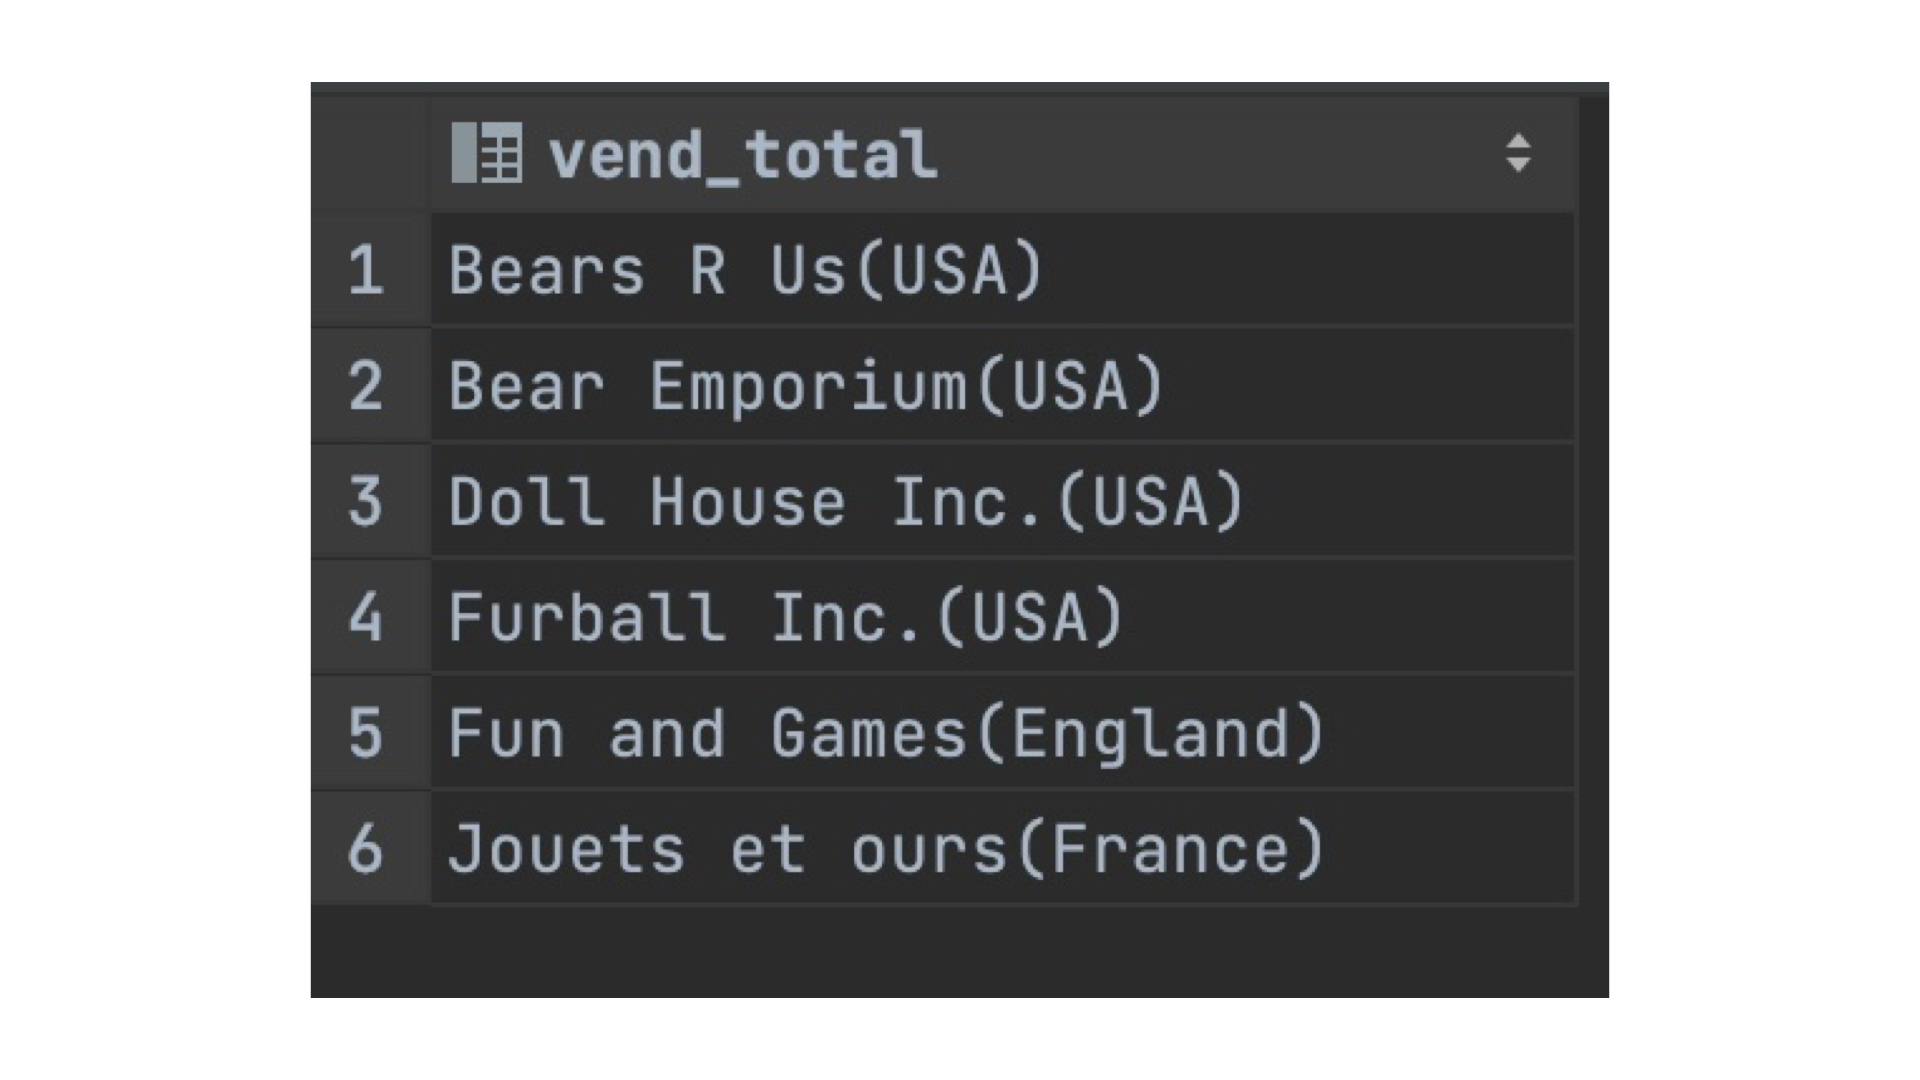 vend_total
1 Bears R Us(USA)
2 Bear Emporium(USA)
3 Doll House Inc.(USA)
4 Furball Inc.(USA)
5 Fun and Games(England)
6 Jouets et ours(France)